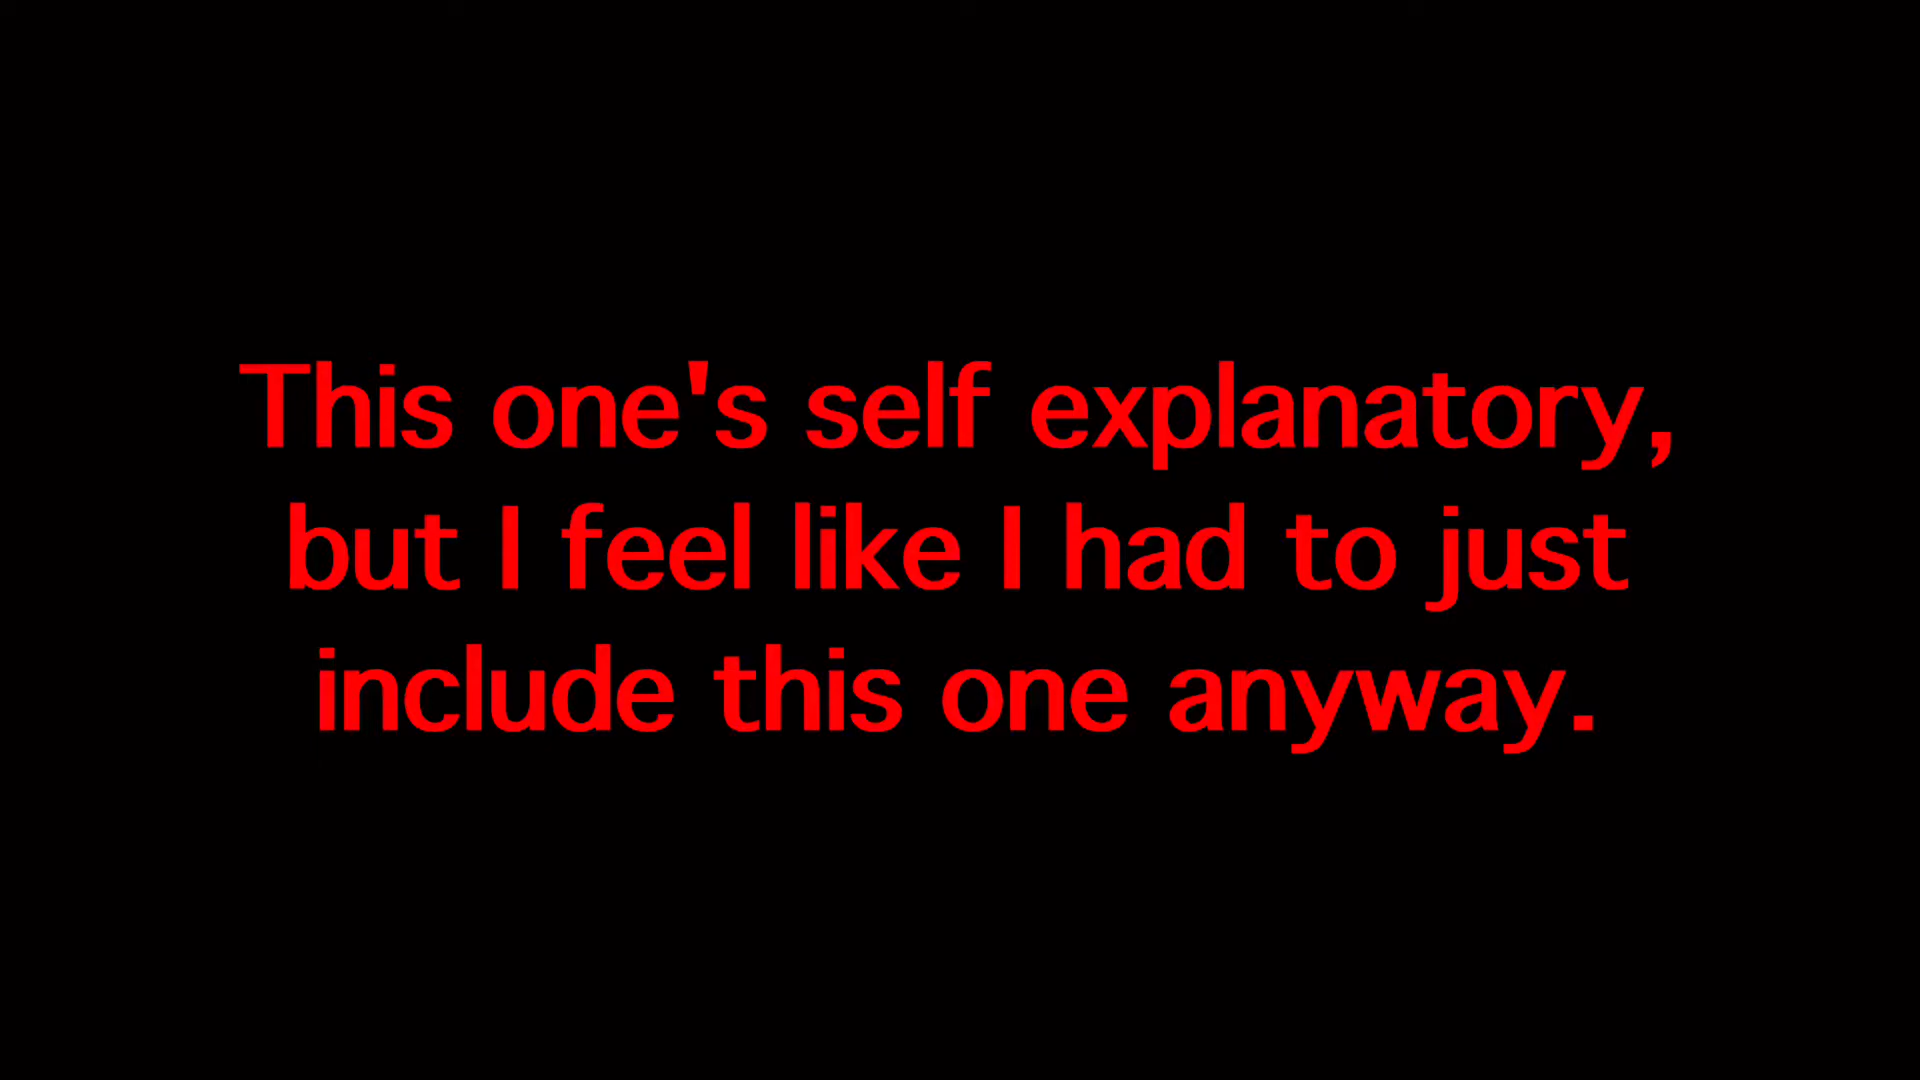 This one's self explanatory,
but I feel like I had to just
include this one anyway.